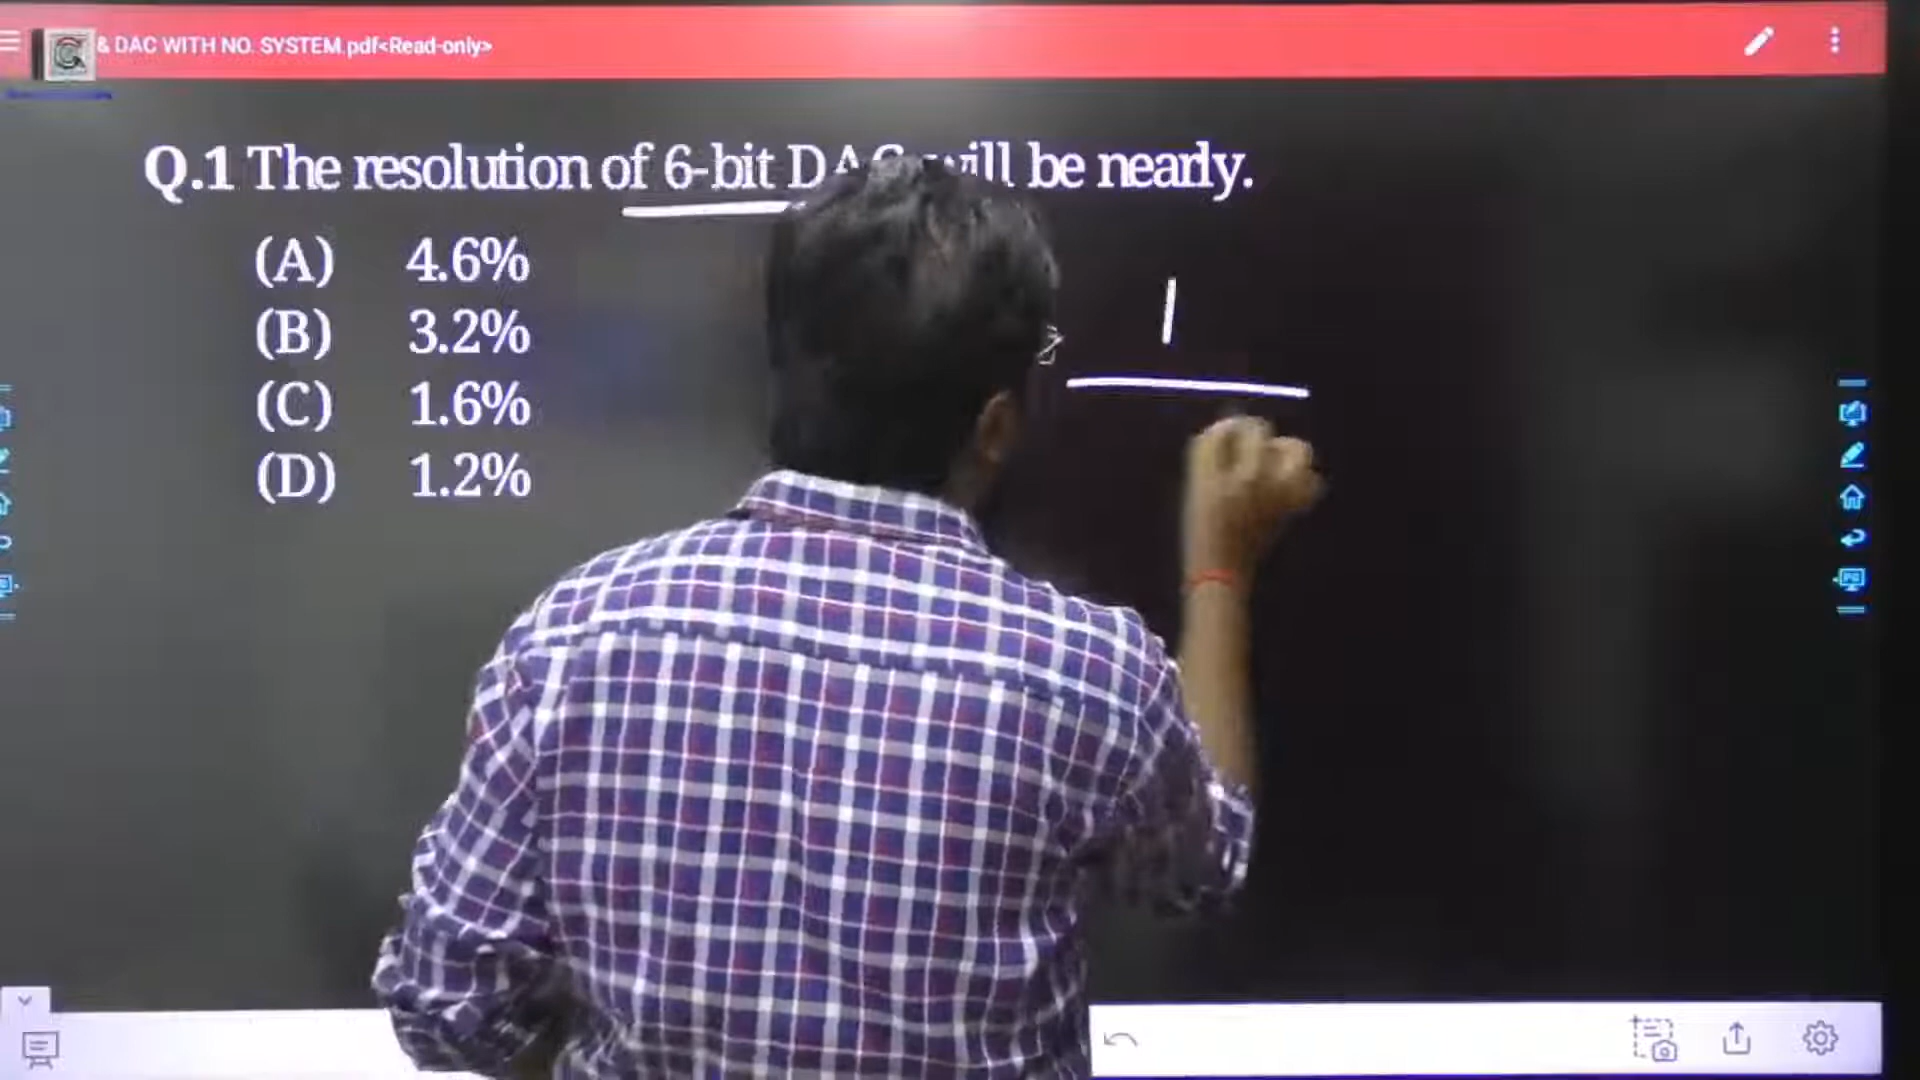 & DAC WITH NO. SYSTEM.pdf<Read-only>
Q.1 The resolution of 6-bit will be nearly.
(A) 4.6%
(B) 3.2%
(C) 1.6%
(D) 1.2%
1